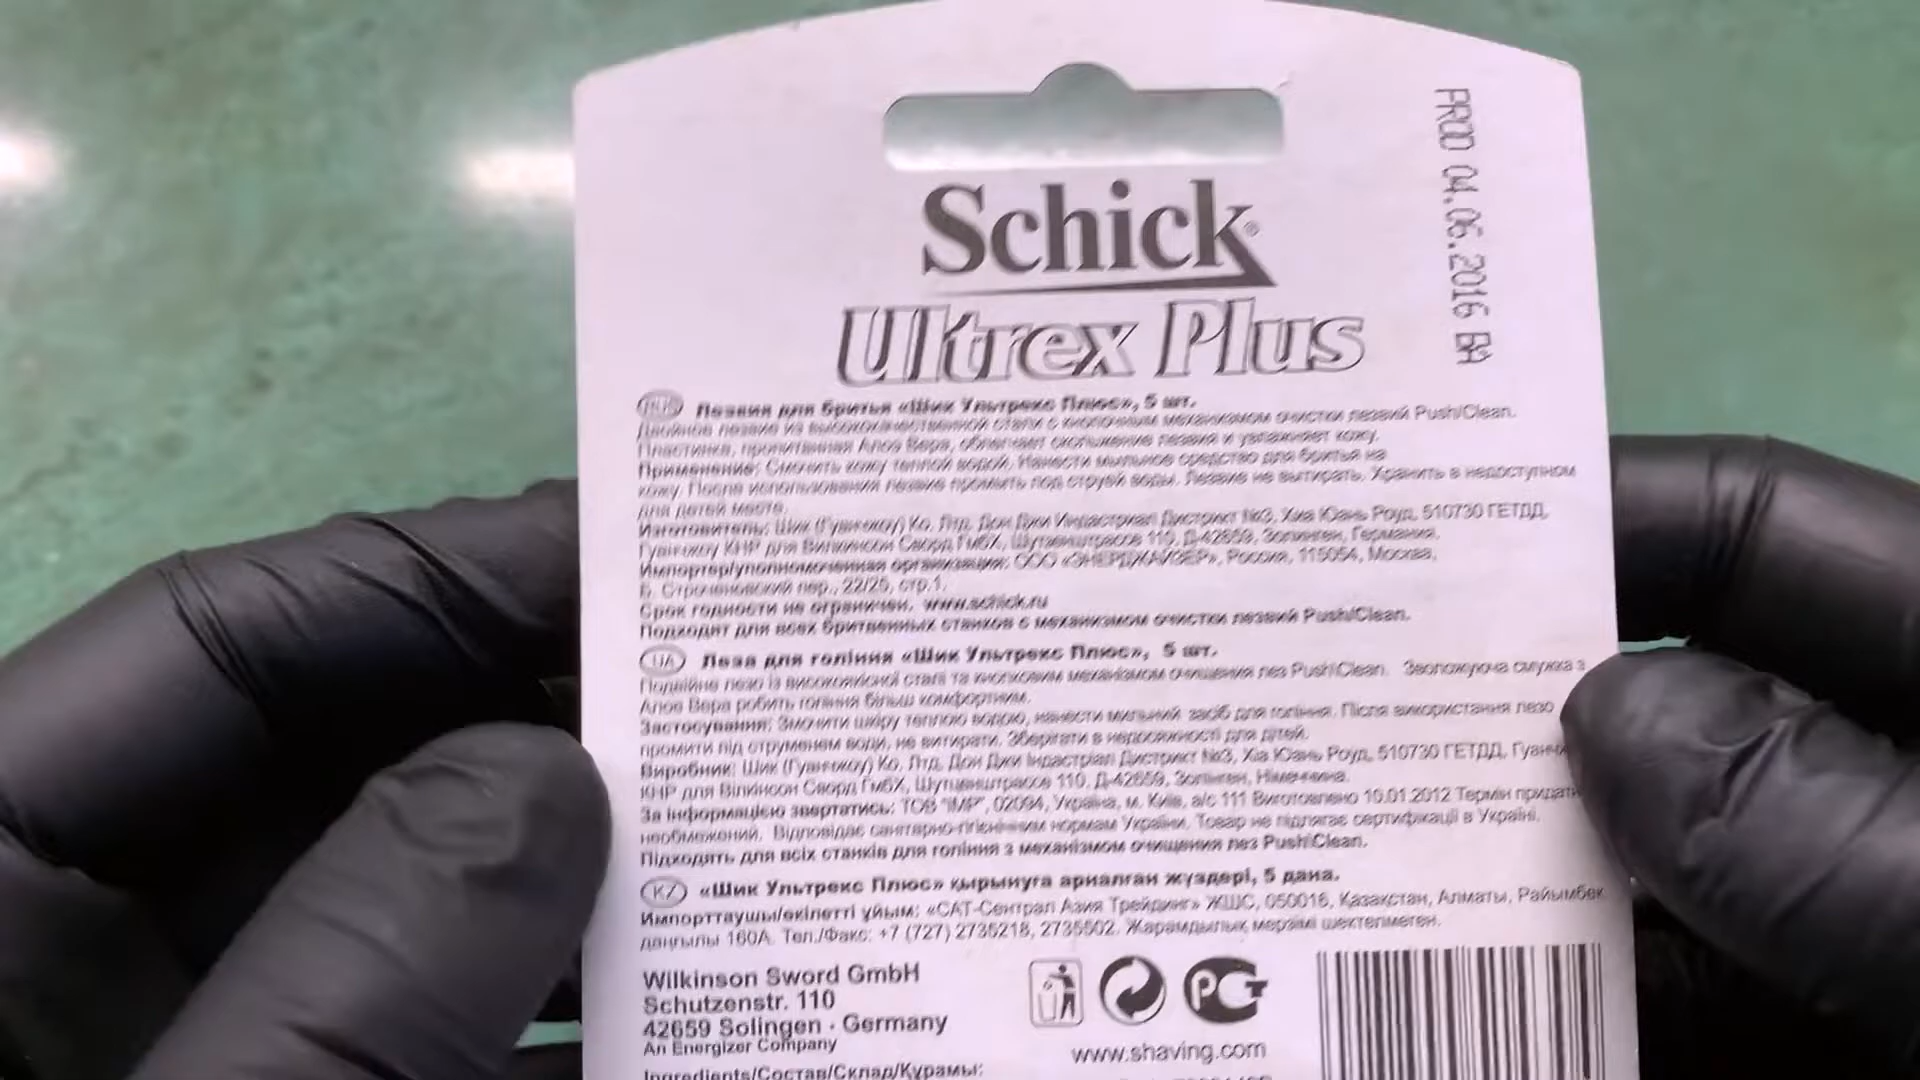 Schick®
Ultrex Plus
PROD 04.06.2016 BA
RUS Лезвия для бритья «Шик Ультрекс Плюс», 5 шт.
Двойное лезвие из высококачественной стали с кнопочным механизмом очистки лезвий Push!Clean.
Пластинка, пропитанная Алоэ Вера, облегчает скольжение лезвия и увлажняет кожу.
Применение: Смочить кожу теплой водой. Нанести мыльное средство для бритья на
кожу. После использования лезвие промыть под струей воды. Лезвие не вытирать. Хранить в недоступном
для детей месте.
Изготовитель: Шик (Гуанчжоу) Ко. Лтд, Дон Джи Индастриал Дистрикт №3, Хиа Юань Роуд, 510730 ГЕТДД,
Гуанчжоу КНР для Вилкинсон Сворд ГмбХ, Шутценштрассе 110, Д-42659, Золинген, Германия.
Импортер/уполномоченная организация: ООО «ЭНЕРДЖАЙЗЕР», Россия, 115054, Москва,
Б. Строченовский пер., 22/25, стр.1.
Срок годности не ограничен. www.schick.ru
Подходят для всех бритвенных станков с механизмом очистки лезвий Push!Clean.
UA Леза для гоління «Шик Ультрекс Плюс», 5 шт.
Подвійне лезо із високоякісної сталі та кнопковим механізмом очищення лез Push!Clean. Зволожуюча смужка з
Алое Вера робить гоління більш комфортним.
Застосування: Змочити шкіру теплою водою, нанести мильний засіб для гоління. Після використання лезо
промити під струменем води, не витирати. Зберігати в недосяжності для дітей.
Виробник: Шик (Гуанчжоу) Ко. Лтд, Дон Джи Індастріал Дистрикт №3, Хіа Юань Роуд, 510730 ГЕТДД,
КНР для Вілкінсон Сворд ГмбХ, Шутценштрассе 110, Д-42659, Золінген, Німеччина.
За інформацією звертатись: ТОВ "ІМР", 02094, Україна, м. Київ, а/с 111 Виготовлено 10.01.2012 Термін
необмежений. Відповідає санітарно-гігієнічним нормам України. Товар не підлягає сертифікації в Україні.
Підходять для всіх станків для гоління з механізмом очищення лез Push!Clean.
KZ «Шик Ультрекс Плюс» қырынуға арналған жүздері, 5 дана.
Импорттаушы/өкілетті ұйым: «САТ-Сентрал Азия Трейдинг» ЖШС, 050016, Қазақстан, Алматы, Райымбек
даңғылы 160А. Тел./Факс: +7 (727) 2735218, 2735502. Жарамдылық мерзімі шектелмеген.
Wilkinson Sword GmbH
Schutzenstr. 110
42659 Solingen · Germany
An Energizer Company
РСТ
www.shaving.com
Ingredients/Состав/Склад/Құрамы: